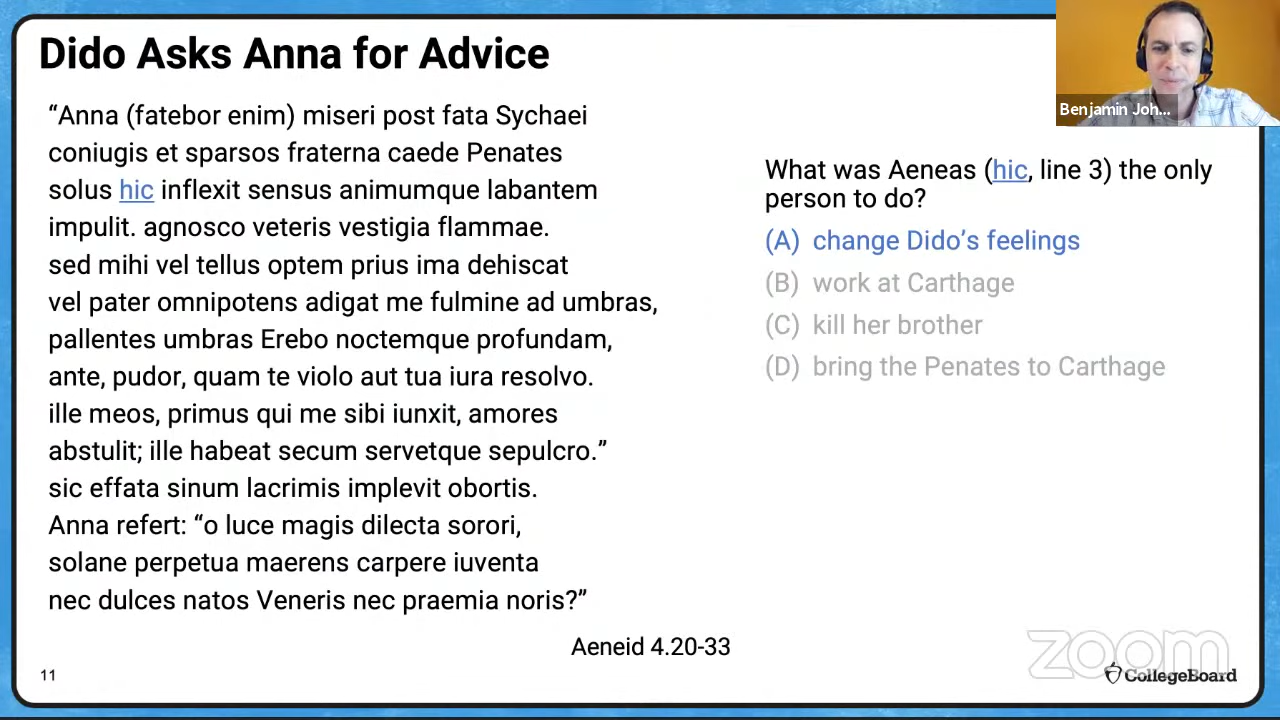 Dido Asks Anna for Advice
“Anna (fatebor enim) miseri post fata Sychaei
coniugis et sparsos fraterna caede Penates
solus hic inflexit sensus animumque labantem
impulit. agnosco veteris vestigia flammae.
sed mihi vel tellus optem prius ima dehiscat
vel pater omnipotens adigat me fulmine ad umbras,
pallentes umbras Erebo noctemque profundam,
ante, pudor, quam te violo aut tua iura resolvo.
ille meos, primus qui me sibi iunxit, amores
abstulit; ille habeat secum servetque sepulcro.”
sic effata sinum lacrimis implevit obortis.
Anna refert: “o luce magis dilecta sorori,
solane perpetua maerens carpere iuventa
nec dulces natos Veneris nec praemia noris?”
Aeneid 4.20-33
What was Aeneas (hic, line 3) the only
person to do?
(A) change Dido’s feelings
(B) work at Carthage
(C) kill her brother
(D) bring the Penates to Carthage
Benjamin Joh...
11
zoom
CollegeBoard